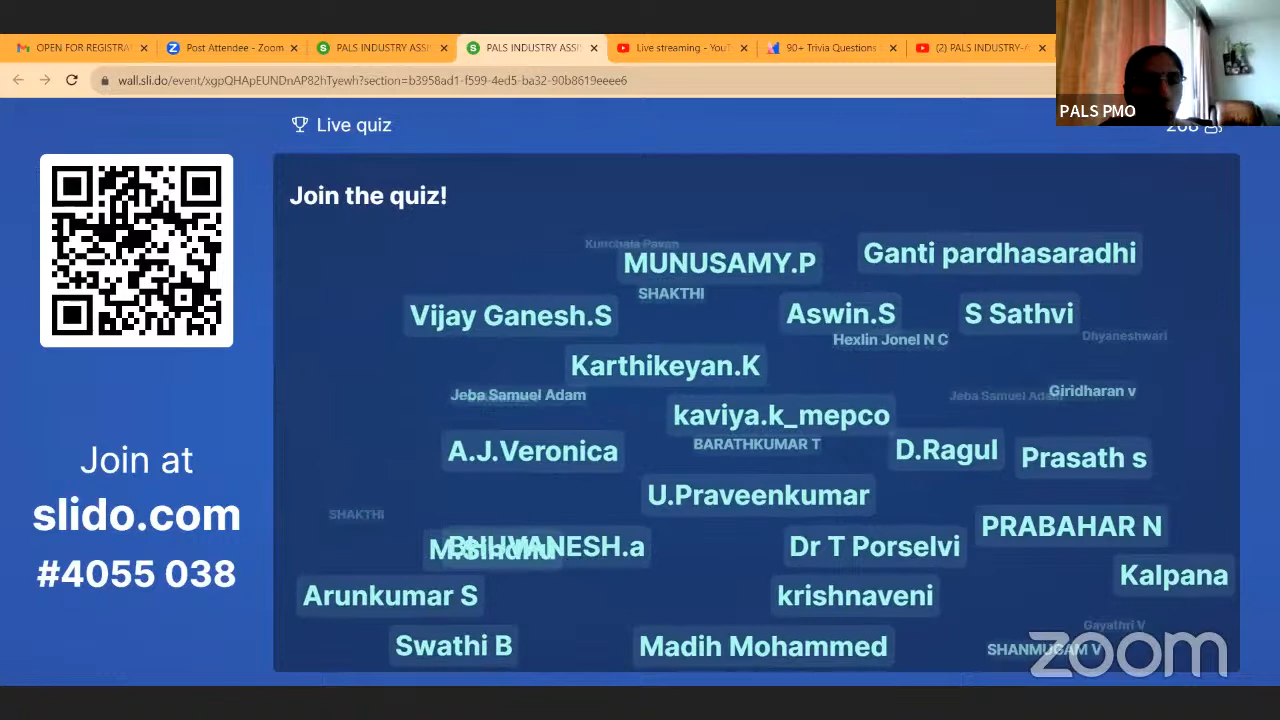 OPEN FOR REGISTRA
Post Attendee - Zoom
PALS INDUSTRY ASSI
PALS INDUSTRY ASSI
Live streaming - YouT
90+ Trivia Questions
(2) PALS INDUSTRY-A
wall.sli.do/event/xgpQHApEUNDnAP82hTyewh?section=b3958ad1-f599-4ed5-ba32-90b8619eeee6
PALS PMO
Live quiz
Join the quiz!
MUNUSAMY.P
Ganti pardhasaradhi
SHAKTHI
Vijay Ganesh.S
Aswin.S
S Sathvi
Hexlin Jonel N C
Dhyaneshwari
Karthikeyan.K
Jeba Samuel Adam
Jeba Samuel Adam
Giridharan v
kaviya.k_mepco
BARATHKUMAR T
A.J.Veronica
D.Ragul
Prasath s
Join at
slido.com
#4055 038
U.Praveenkumar
SHAKTHI
PRABAHAR N
M.Sindhu
BHUVANESH.a
Dr T Porselvi
Kalpana
Arunkumar S
krishnaveni
Gayathri V
Swathi B
Madih Mohammed
SHANMUGAM V
zoom